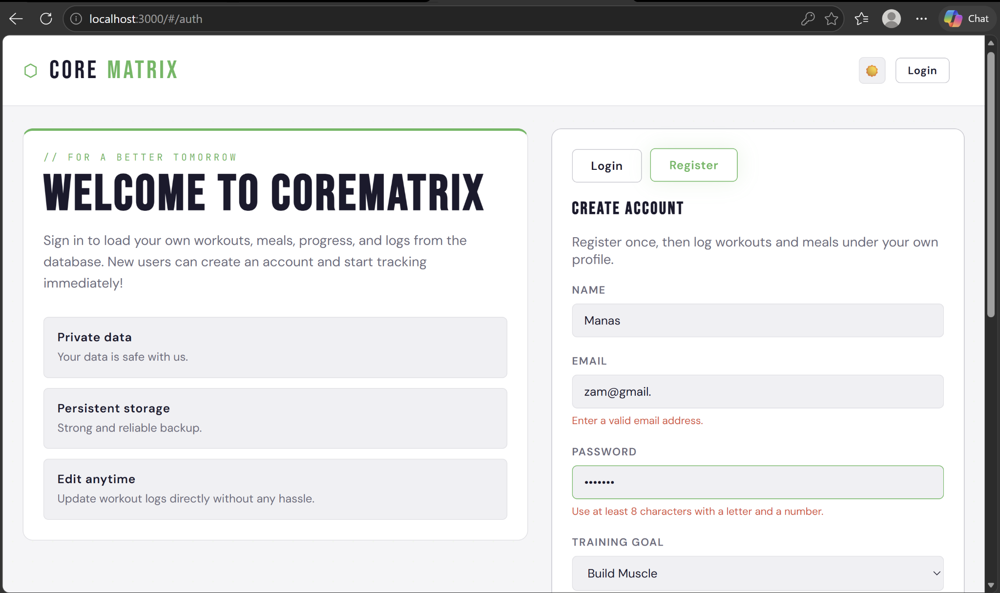 localhost:3000/#/auth
Chat
CORE MATRIX
Login
// FOR A BETTER TOMORROW
WELCOME TO COREMATRIX
Sign in to load your own workouts, meals, progress, and logs from the
database. New users can create an account and start tracking
immediately!
Private data
Your data is safe with us.
Persistent storage
Strong and reliable backup.
Edit anytime
Update workout logs directly without any hassle.
Login
Register
CREATE ACCOUNT
Register once, then log workouts and meals under your own
profile.
NAME
Manas
EMAIL
zam@gmail.
Enter a valid email address.
PASSWORD
•••••••
Use at least 8 characters with a letter and a number.
TRAINING GOAL
Build Muscle